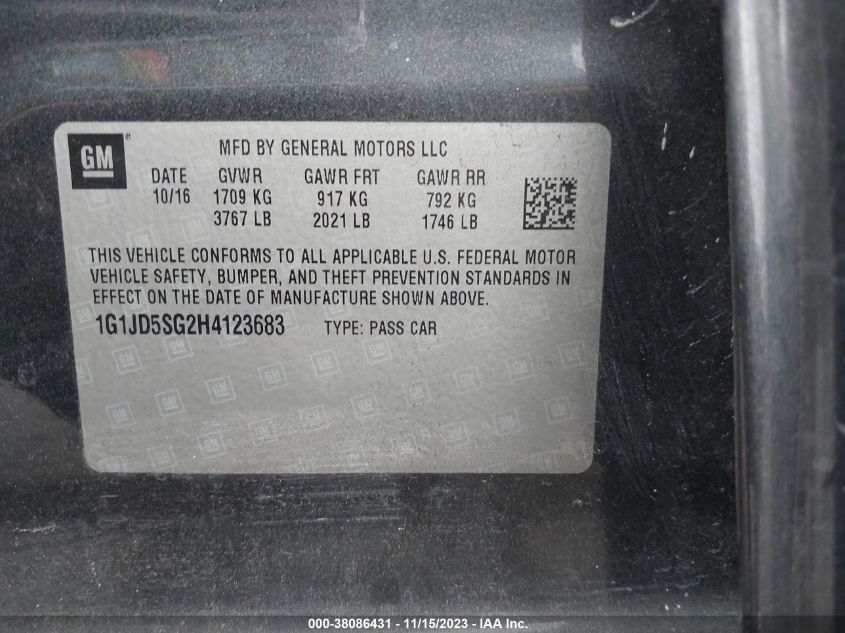 GM ®
MFD BY GENERAL MOTORS LLC
DATE GVWR GAWR FRT GAWR RR
10/16 1709 KG 917 KG 792 KG
3767 LB 2021 LB 1746 LB
THIS VEHICLE CONFORMS TO ALL APPLICABLE U.S. FEDERAL MOTOR
VEHICLE SAFETY, BUMPER, AND THEFT PREVENTION STANDARDS IN
EFFECT ON THE DATE OF MANUFACTURE SHOWN ABOVE.
1G1JD5SG2H4123683 TYPE: PASS CAR
000-38086431 - 11/15/2023 - IAA Inc.